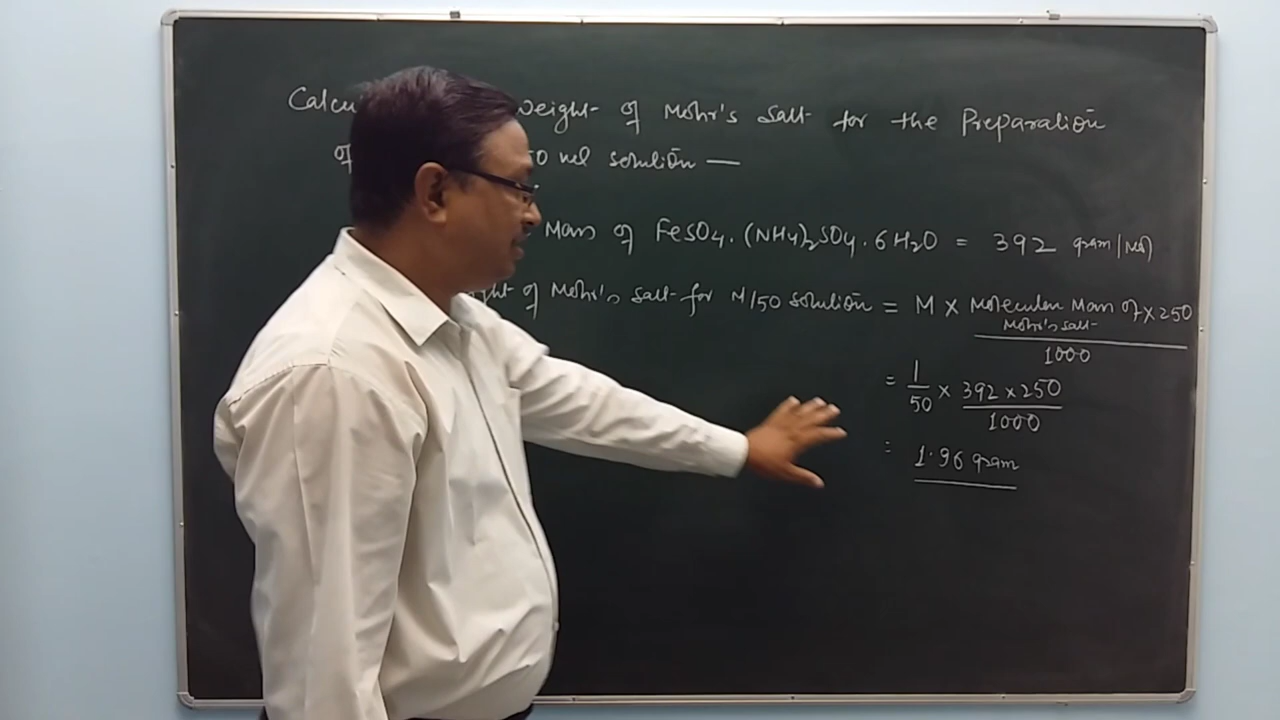 Calcu weight of Mohr's Salt for the Preparation
of 50 ml solution —
Mass of FeSO4.(NH4)2SO4.6H2O = 392 gram/mol
ght of Mohr's salt for M/50 solution = M × Molecular Mass of × 250
Mohr's salt
1000
= 1/50 × 392 × 250
1000
= 1.96 gram